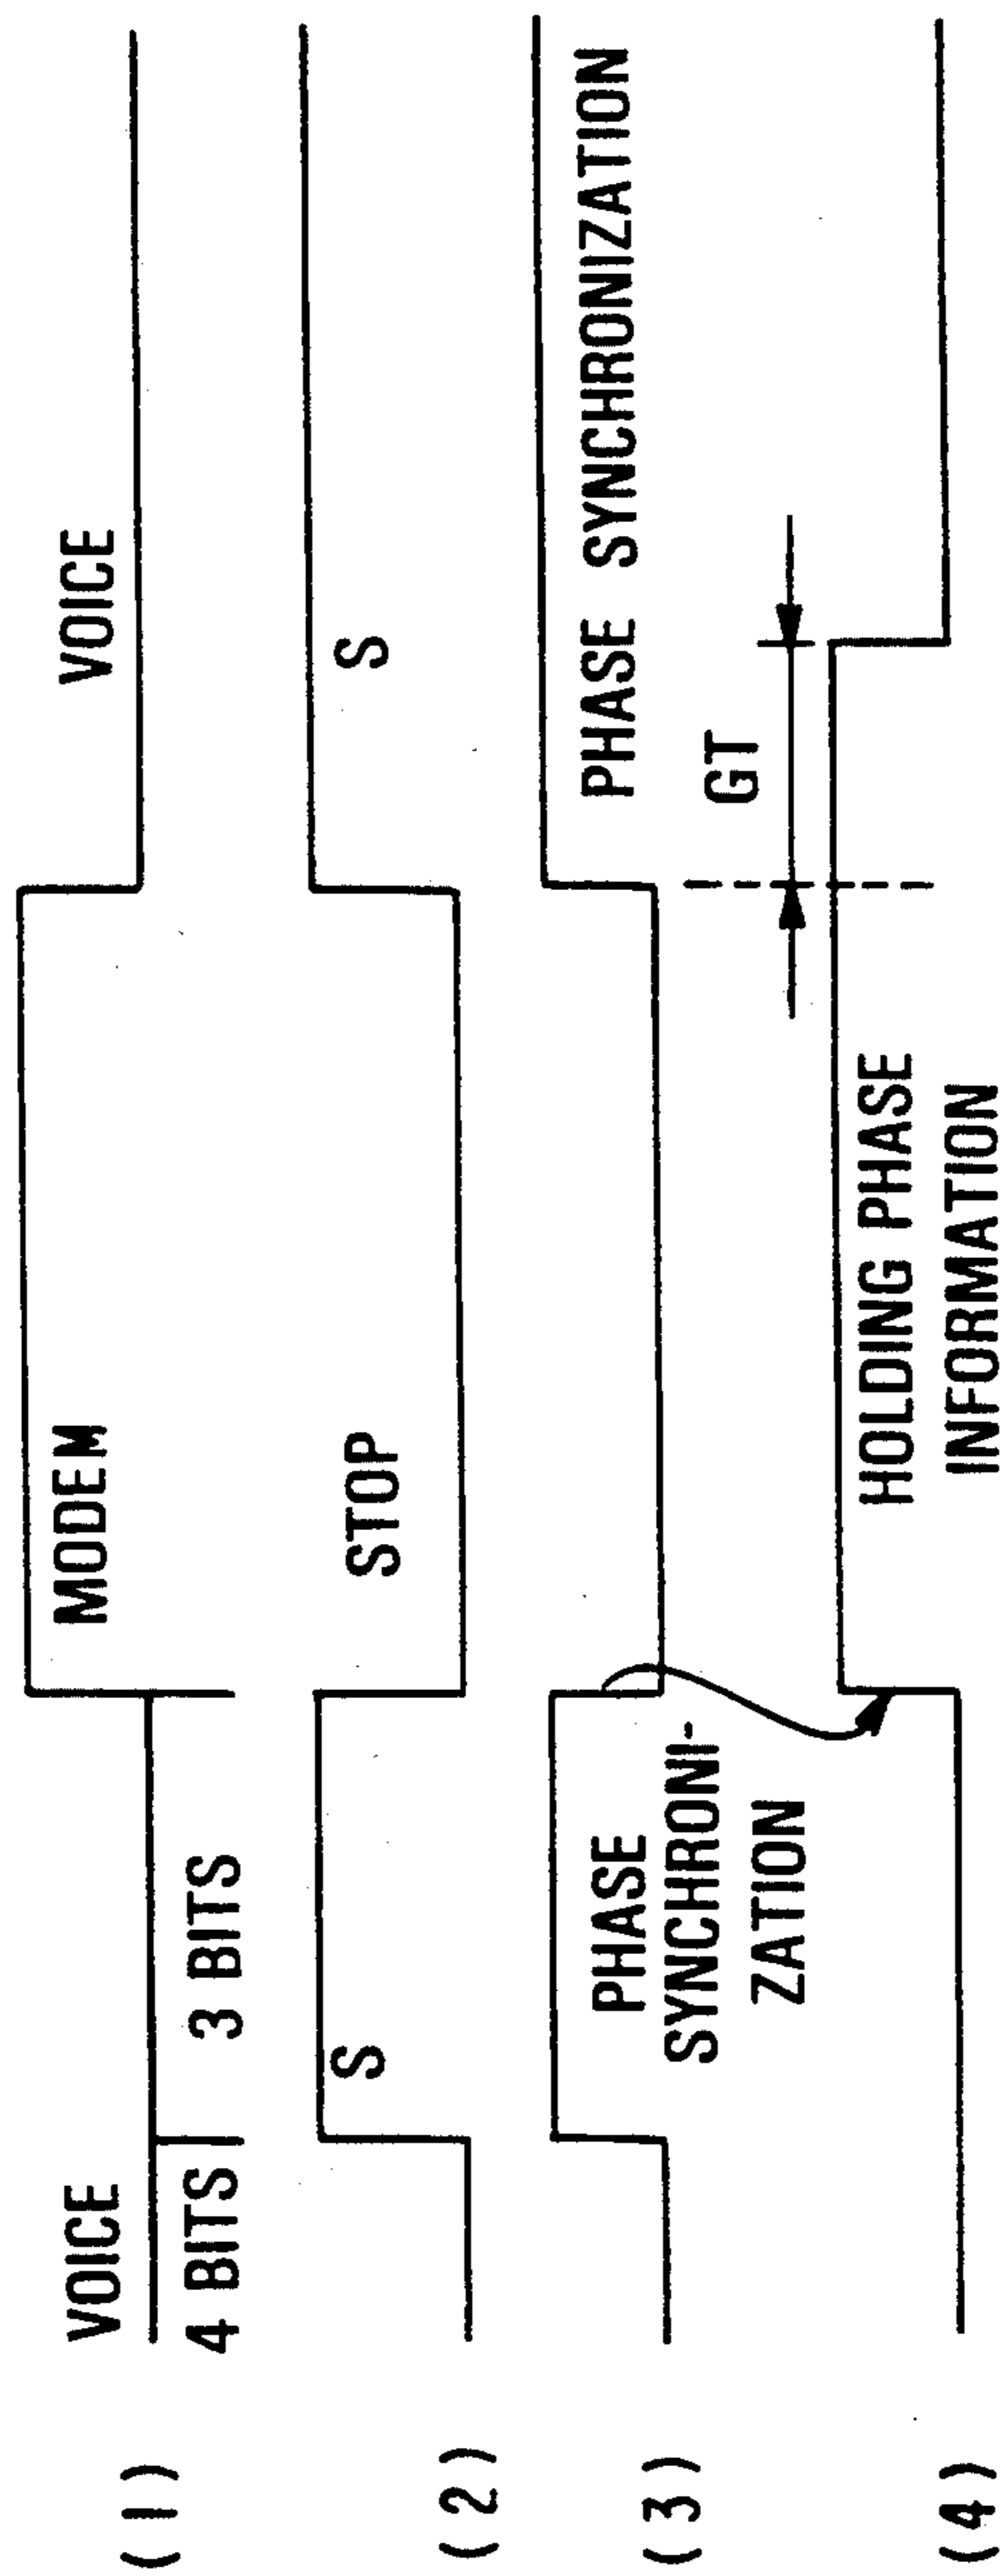 (1)
VOICE
4 BITS
3 BITS
MODEM
VOICE
(2)
S
STOP
S
(3)
PHASE
SYNCHRONI-
ZATION
PHASE SYNCHRONIZATION
(4)
HOLDING PHASE
INFORMATION
GT